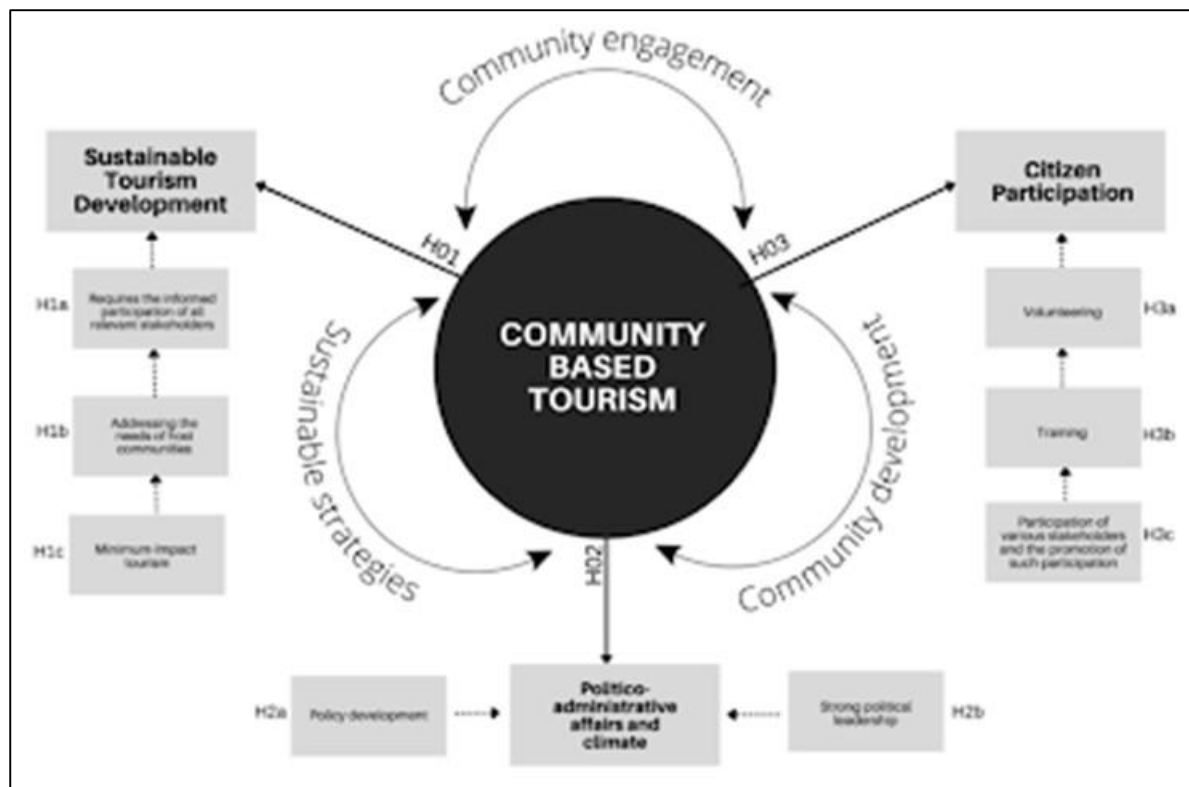 Community engagement
Sustainable
Tourism
Development
Citizen
Participation
H01
H03
H1a
Requires the informed
participation of all
relevant stakeholders
Volunteering
H3a
COMMUNITY
BASED
TOURISM
Sustainable strategies
Community development
H1b
Addressing the
needs of host
communities
Training
H3b
H1c
Minimum impact
tourism
H02
Participation of
various stakeholders
and the promotion of
such participation
H3c
H2a
Policy development
Politico-
administrative
affairs and
climate
Strong political
leadership
H2b